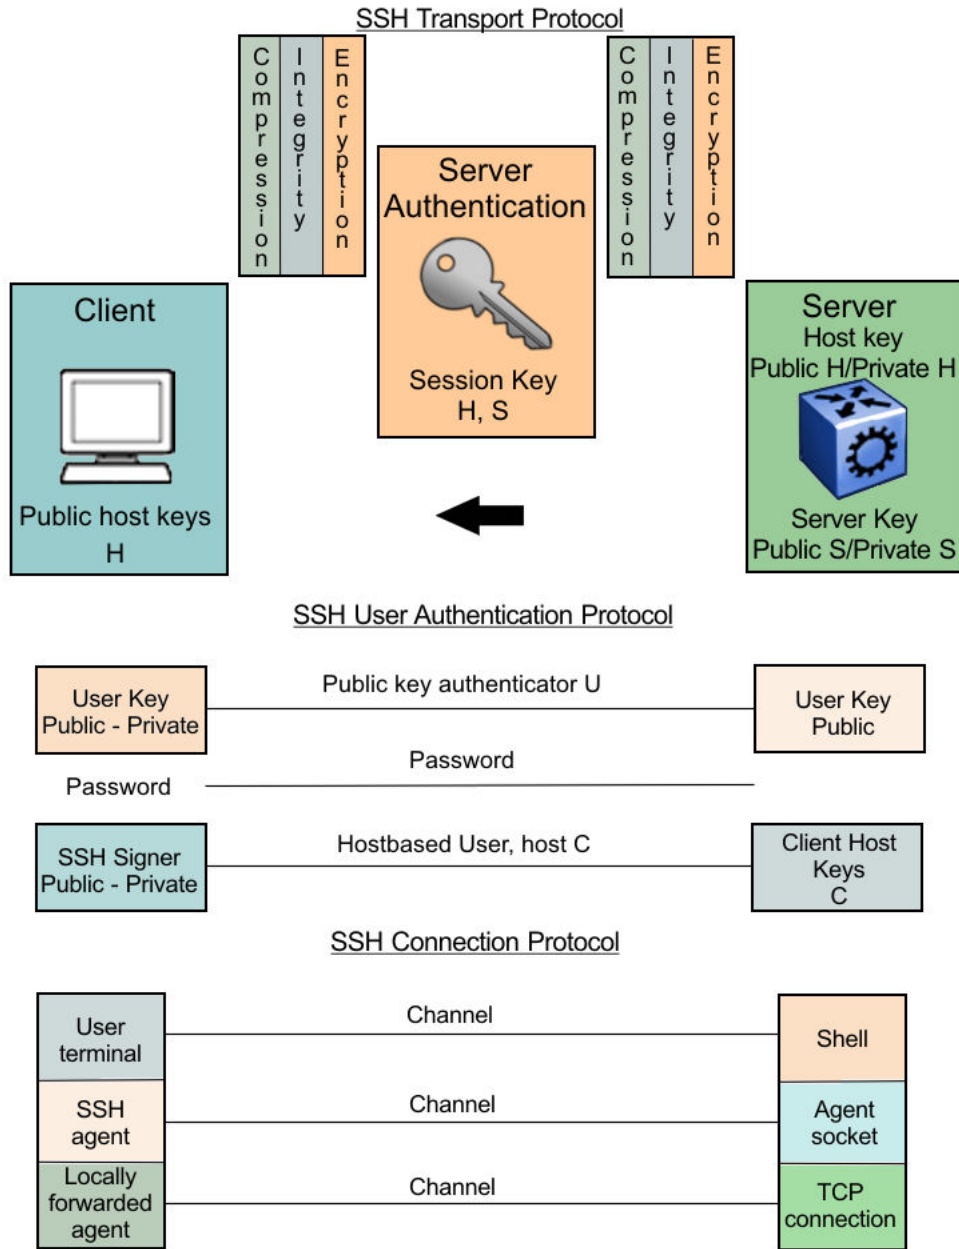 SSH Transport Protocol
Compression
Integrity
Encryption
Compression
Integrity
Encryption
Server
Authentication
Session Key
H, S
Client
Public host keys
H
Server
Host key
Public H/Private H
Server Key
Public S/Private S
SSH User Authentication Protocol
User Key
Public - Private
Public key authenticator U
User Key
Public
Password
Password
SSH Signer
Public - Private
Hostbased User, host C
Client Host
Keys
C
SSH Connection Protocol
User
terminal
Channel
Shell
SSH
agent
Channel
Agent
socket
Locally
forwarded
agent
Channel
TCP
connection